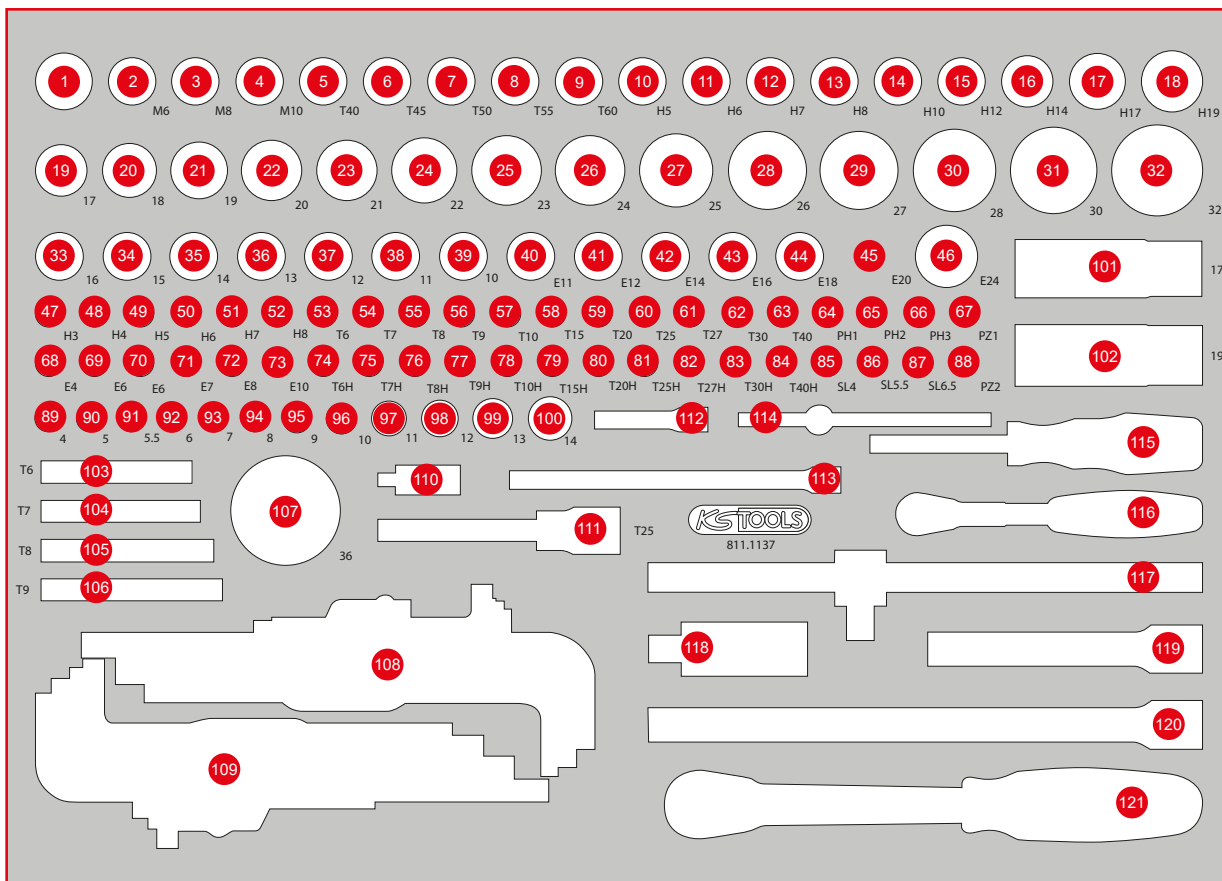 1 2 3 4 5 6 7 8 9 10 11 12 13 14 15 16 17 18
M6 M8 M10 T40 T45 T50 T55 T60 H5 H6 H7 H8 H10 H12 H14 H17 H19
19 20 21 22 23 24 25 26 27 28 29 30 31 32
17 18 19 20 21 22 23 24 25 26 27 28 30 32
33 34 35 36 37 38 39 40 41 42 43 44 45 46 101
16 15 14 13 12 11 10 E11 E12 E14 E16 E18 E20 E24 17
47 48 49 50 51 52 53 54 55 56 57 58 59 60 61 62 63 64 65 66 67
H3 H4 H5 H6 H7 H8 T6 T7 T8 T9 T10 T15 T20 T25 T27 T30 T40 PH1 PH2 PH3 PZ1
68 69 70 71 72 73 74 75 76 77 78 79 80 81 82 83 84 85 86 87 88 102
E4 E6 E6 E7 E8 E10 T6H T7H T8H T9H T10H T15H T20H T25H T27H T30H T40H SL4 SL5.5 SL6.5 PZ2 19
89 90 91 92 93 94 95 96 97 98 99 100 112 114
4 5 5.5 6 7 8 9 10 11 12 13 14 115
T6 103 110 113
T7 104 107 116
T8 105 36 111 T25 KS TOOLS
811.1137
T9 106 117
108 118 119
109 120
121